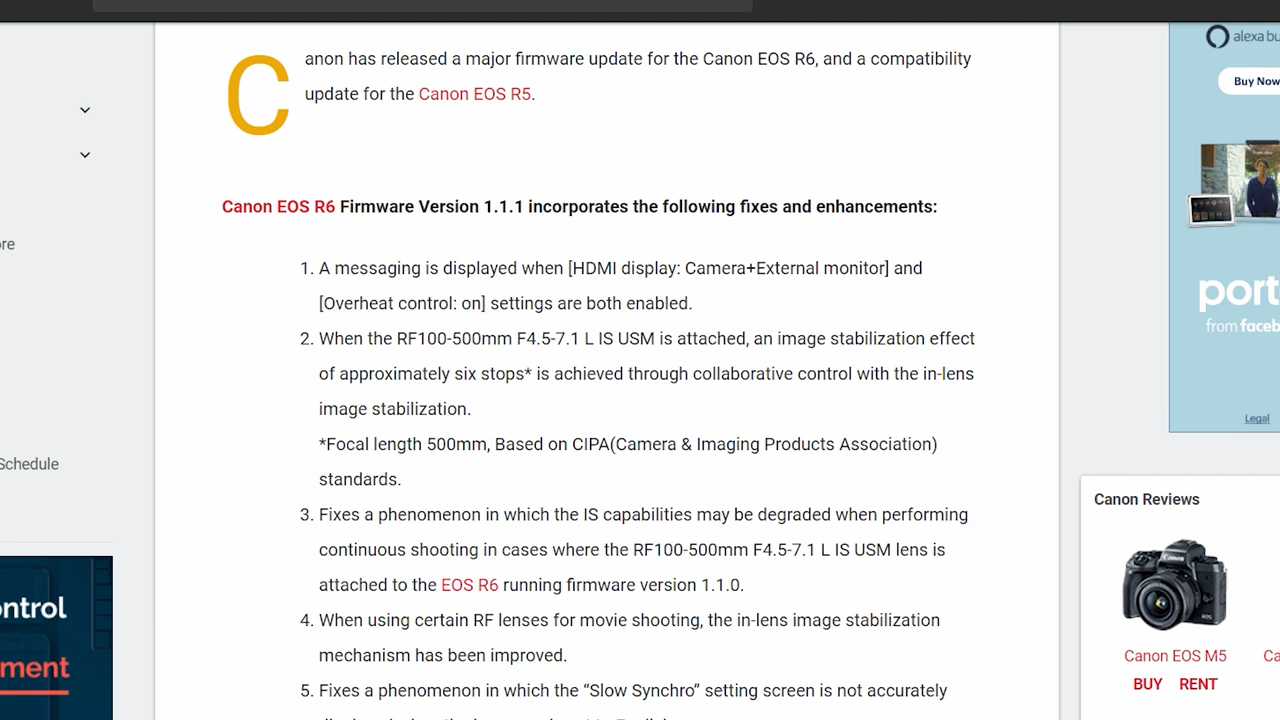 Canon has released a major firmware update for the Canon EOS R6, and a compatibility
update for the Canon EOS R5.
Canon EOS R6 Firmware Version 1.1.1 incorporates the following fixes and enhancements:
1. A messaging is displayed when [HDMI display: Camera+External monitor] and
[Overheat control: on] settings are both enabled.
2. When the RF100-500mm F4.5-7.1 L IS USM is attached, an image stabilization effect
of approximately six stops* is achieved through collaborative control with the in-lens
image stabilization.
*Focal length 500mm, Based on CIPA(Camera & Imaging Products Association)
standards.
3. Fixes a phenomenon in which the IS capabilities may be degraded when performing
continuous shooting in cases where the RF100-500mm F4.5-7.1 L IS USM lens is
attached to the EOS R6 running firmware version 1.1.0.
4. When using certain RF lenses for movie shooting, the in-lens image stabilization
mechanism has been improved.
5. Fixes a phenomenon in which the “Slow Synchro” setting screen is not accurately
ore
Schedule
ontrol
ment
alexa bu
Buy Now
port
from faceb
Legal
Canon Reviews
Canon EOS M5
Ca
BUY RENT